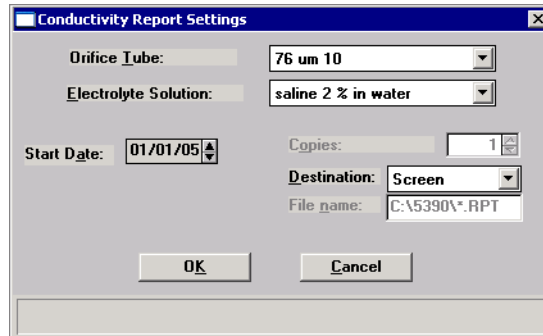 Conductivity Report Settings
Orifice Tube: 76 um 10
Electrolyte Solution: saline 2 % in water
Start Date: 01/01/05
Copies: 1
Destination: Screen
File name: C:\5390\*.RPT
OK Cancel